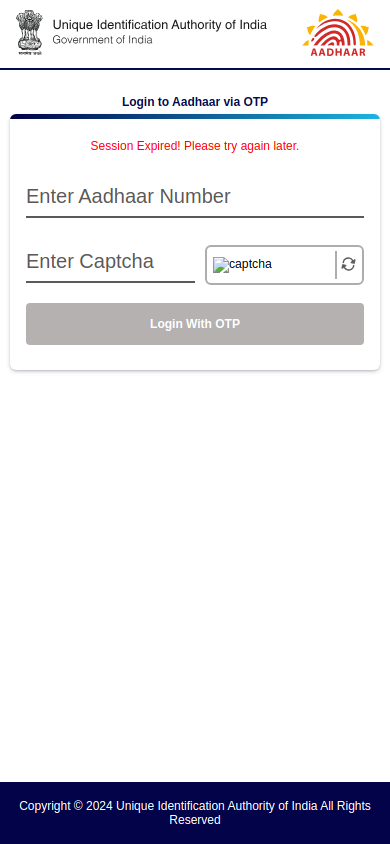 Unique Identification Authority of India
Government of India
AADHAAR
Login to Aadhaar via OTP
Session Expired! Please try again later.
Enter Aadhaar Number
Enter Captcha
captcha
Login With OTP
Copyright © 2024 Unique Identification Authority of India All Rights
Reserved